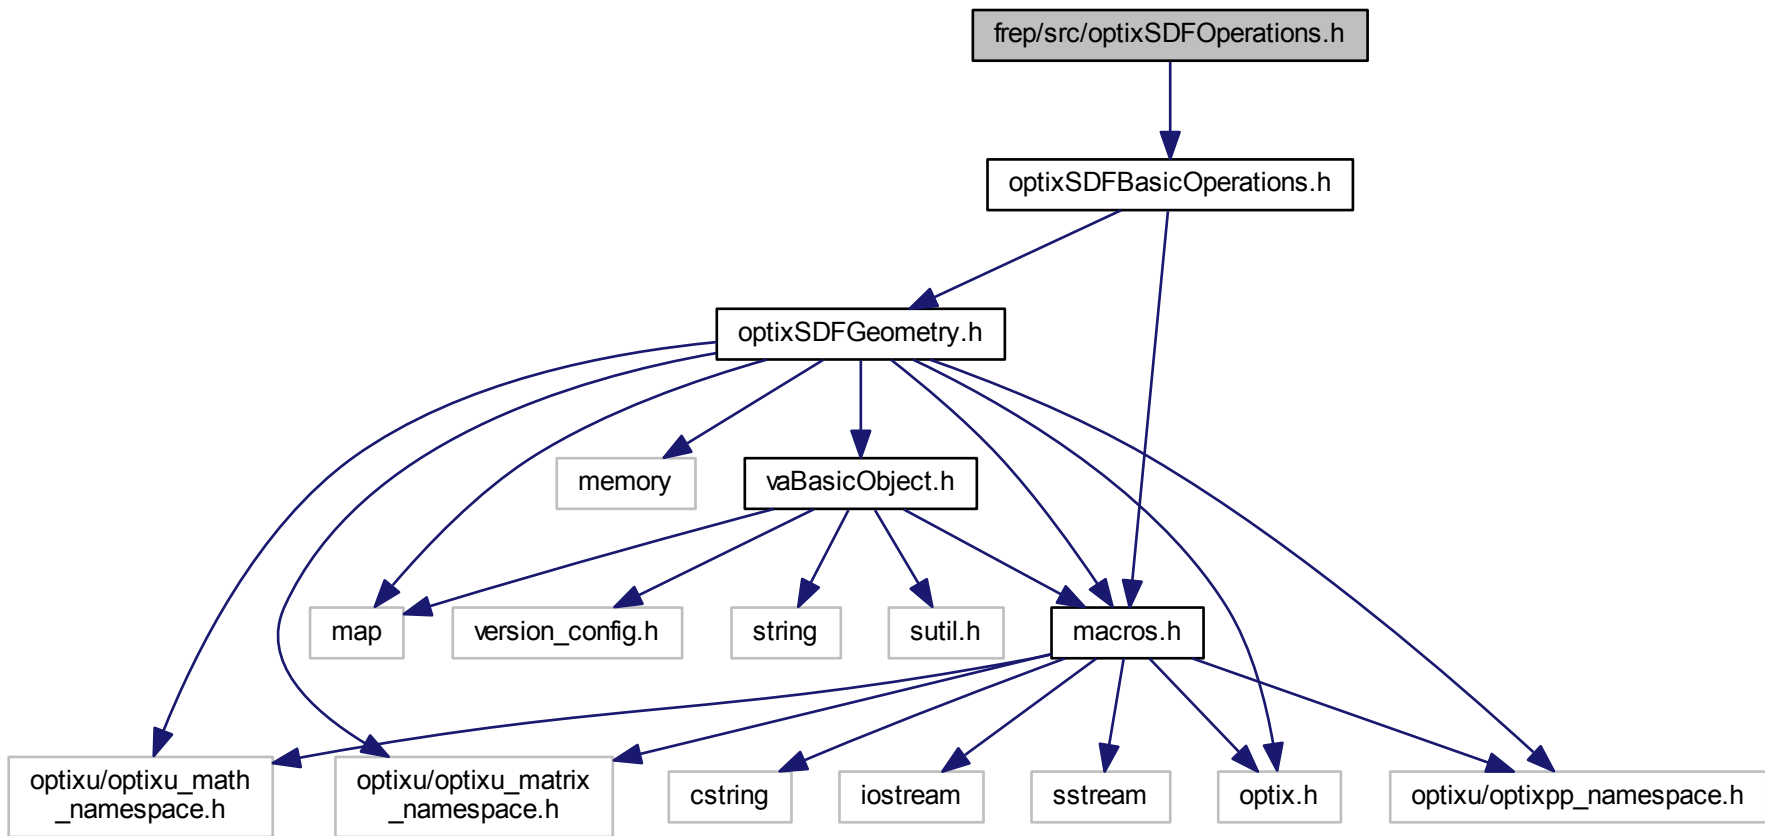 frep/src/optixSDFOperations.h
optixSDFBasicOperations.h
optixSDFGeometry.h
memory
vaBasicObject.h
map
version_config.h
string
sutil.h
macros.h
optixu/optixu_math
_namespace.h
optixu/optixu_matrix
_namespace.h
cstring
iostream
sstream
optix.h
optixu/optixpp_namespace.h